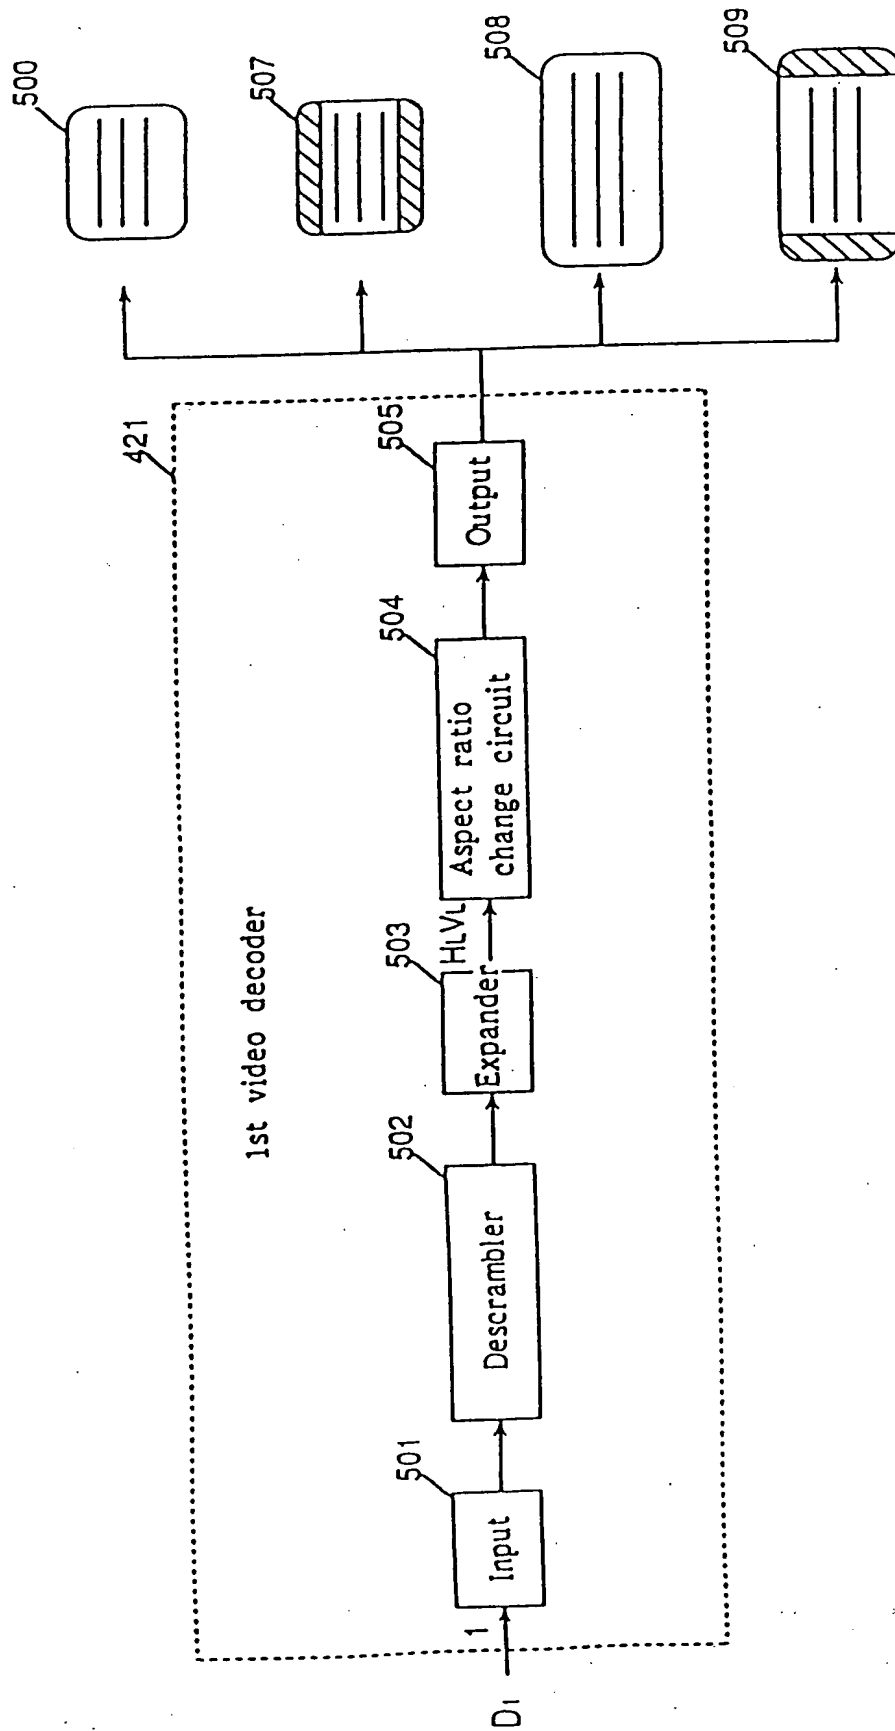 421
1st video decoder
D1
1
501
Input
502
Descrambler
503
Expander
HLVL
504
Aspect ratio
change circuit
505
Output
500
507
508
509